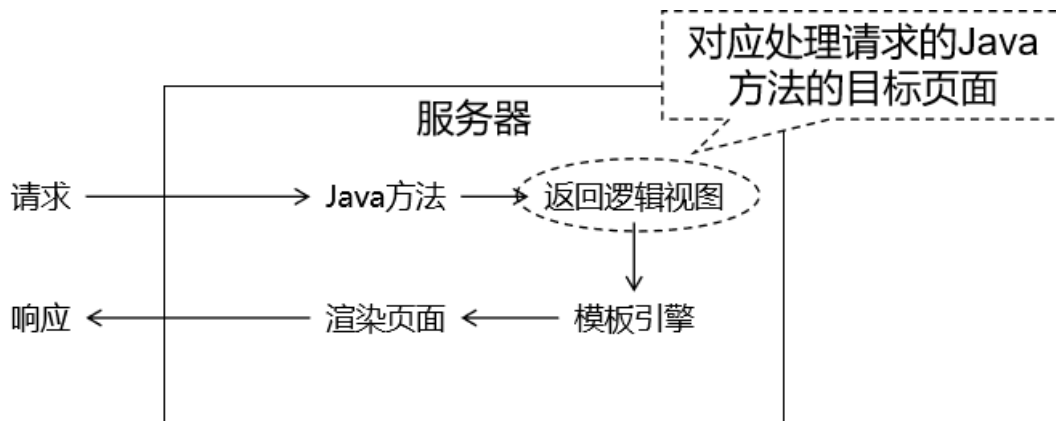 对应处理请求的Java
方法的目标页面
服务器
请求
Java方法
返回逻辑视图
响应
渲染页面
模板引擎